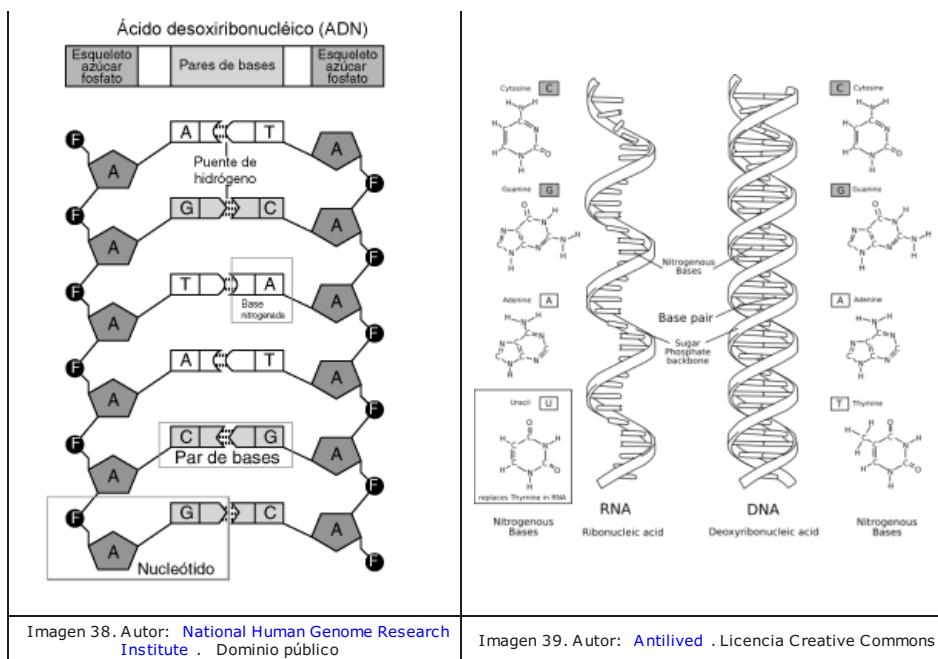 Ácido desoxiribonucléico (ADN)
Esqueleto
azúcar
fosfato
Pares de bases
Esqueleto
azúcar
fosfato
F
A
T
A
A
Puente de
hidrógeno
F
F
G
C
A
A
F
F
T
A
Base
nitrogenada
A
A
F
F
A
T
A
A
F
F
C
G
Par de bases
A
A
F
F
G
C
A
A
Nucleótido
F
Imagen 38. Autor: National Human Genome Research
Institute . Dominio público
Cytosine C
H
H
N
H
C
C
N
H
C
C
N
O
H
Guanine G
O
C
H
N
C
N
C
C
C
N
N
H
H
H
Adenine A
H
H
N
C
N
C
N
C
C
C
N
N
H
Uracil U
O
H
C
H
C
N
C
C
H
N
O
H
replaces Thymine in RNA
Nitrogenous
Bases
Nitrogenous
Bases
Base pair
Sugar
Phosphate
backbone
RNA
Ribonucleic acid
DNA
Deoxyribonucleic acid
C Cytosine
H
H
N
H
C
C
N
H
C
C
N
O
H
G Guanine
O
C
H
N
C
N
C
C
C
N
N
H
H
H
A Adenine
H
H
N
C
N
C
N
C
C
C
N
N
H
T Thymine
H
H
C
H
O
C
H
C
N
C
C
H
N
O
H
Nitrogenous
Bases
Imagen 39. Autor: Antilived . Licencia Creative Commons